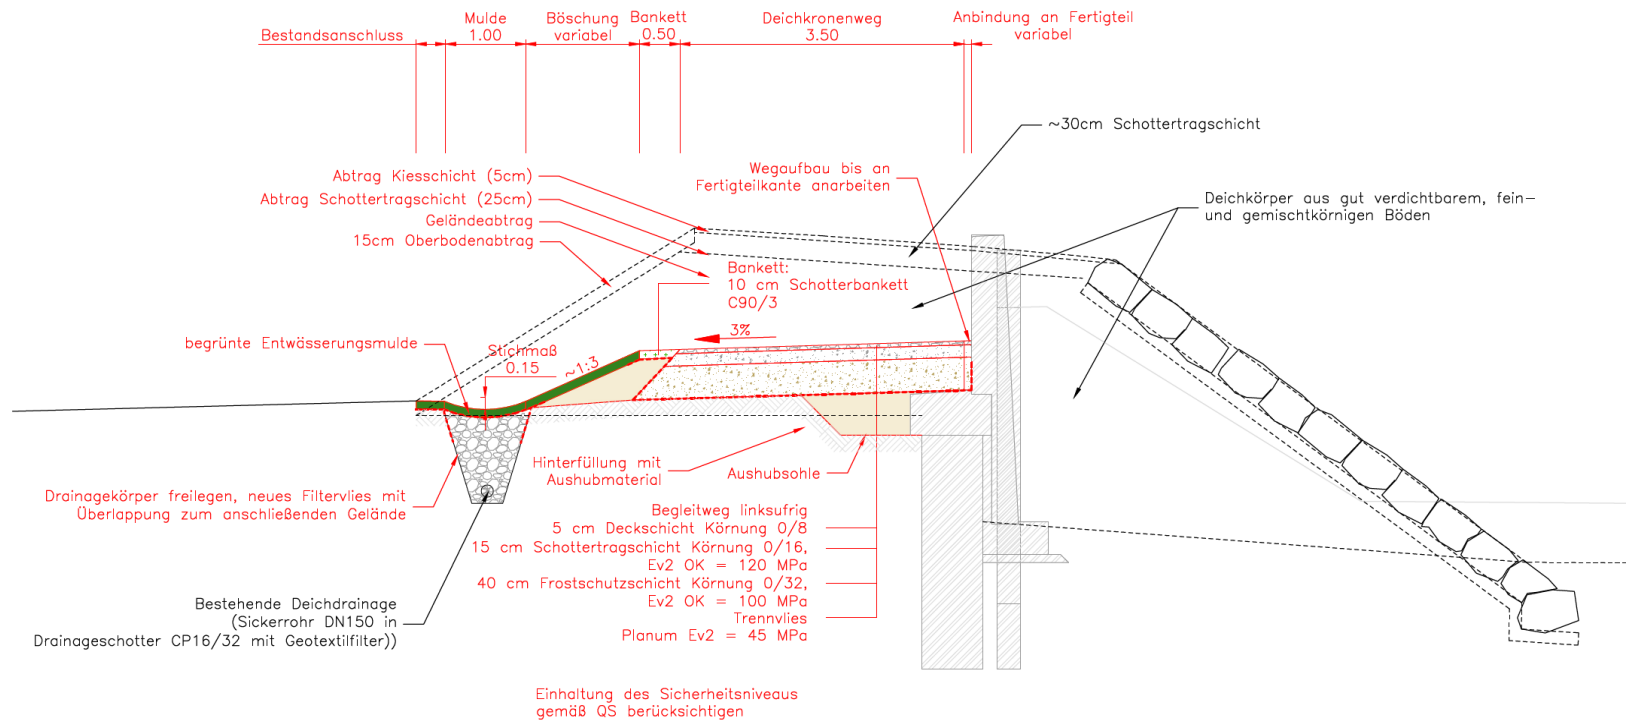 Bestandsanschluss
Mulde
1.00
Böschung
variabel
Bankett
0.50
Deichkronenweg
3.50
Anbindung an Fertigteil
variabel
~30cm Schottertragschicht
Abtrag Kiesschicht (5cm)
Abtrag Schottertragschicht (25cm)
Geländeabtrag
15cm Oberbodenabtrag
Wegaufbau bis an
Fertigteilkante anarbeiten
Deichkörper aus gut verdichtbarem, fein-
und gemischtkörnigen Böden
Bankett:
10 cm Schotterbankett
C90/3
3%
begrünte Entwässerungsmulde
Stichmaß
0.15
~1:3
Hinterfüllung mit
Aushubmaterial
Aushubsohle
Drainagekörper freilegen, neues Filtervlies mit
Überlappung zum anschließenden Gelände
Begleitweg linksufrig
5 cm Deckschicht Körnung 0/8
15 cm Schottertragschicht Körnung 0/16,
Ev2 OK = 120 MPa
40 cm Frostschutzschicht Körnung 0/32,
Ev2 OK = 100 MPa
Trennvlies
Planum Ev2 = 45 MPa
Bestehende Deichdrainage
(Sickerrohr DN150 in
Drainageschotter CP16/32 mit Geotextilfilter))
Einhaltung des Sicherheitsniveaus
gemäß QS berücksichtigen